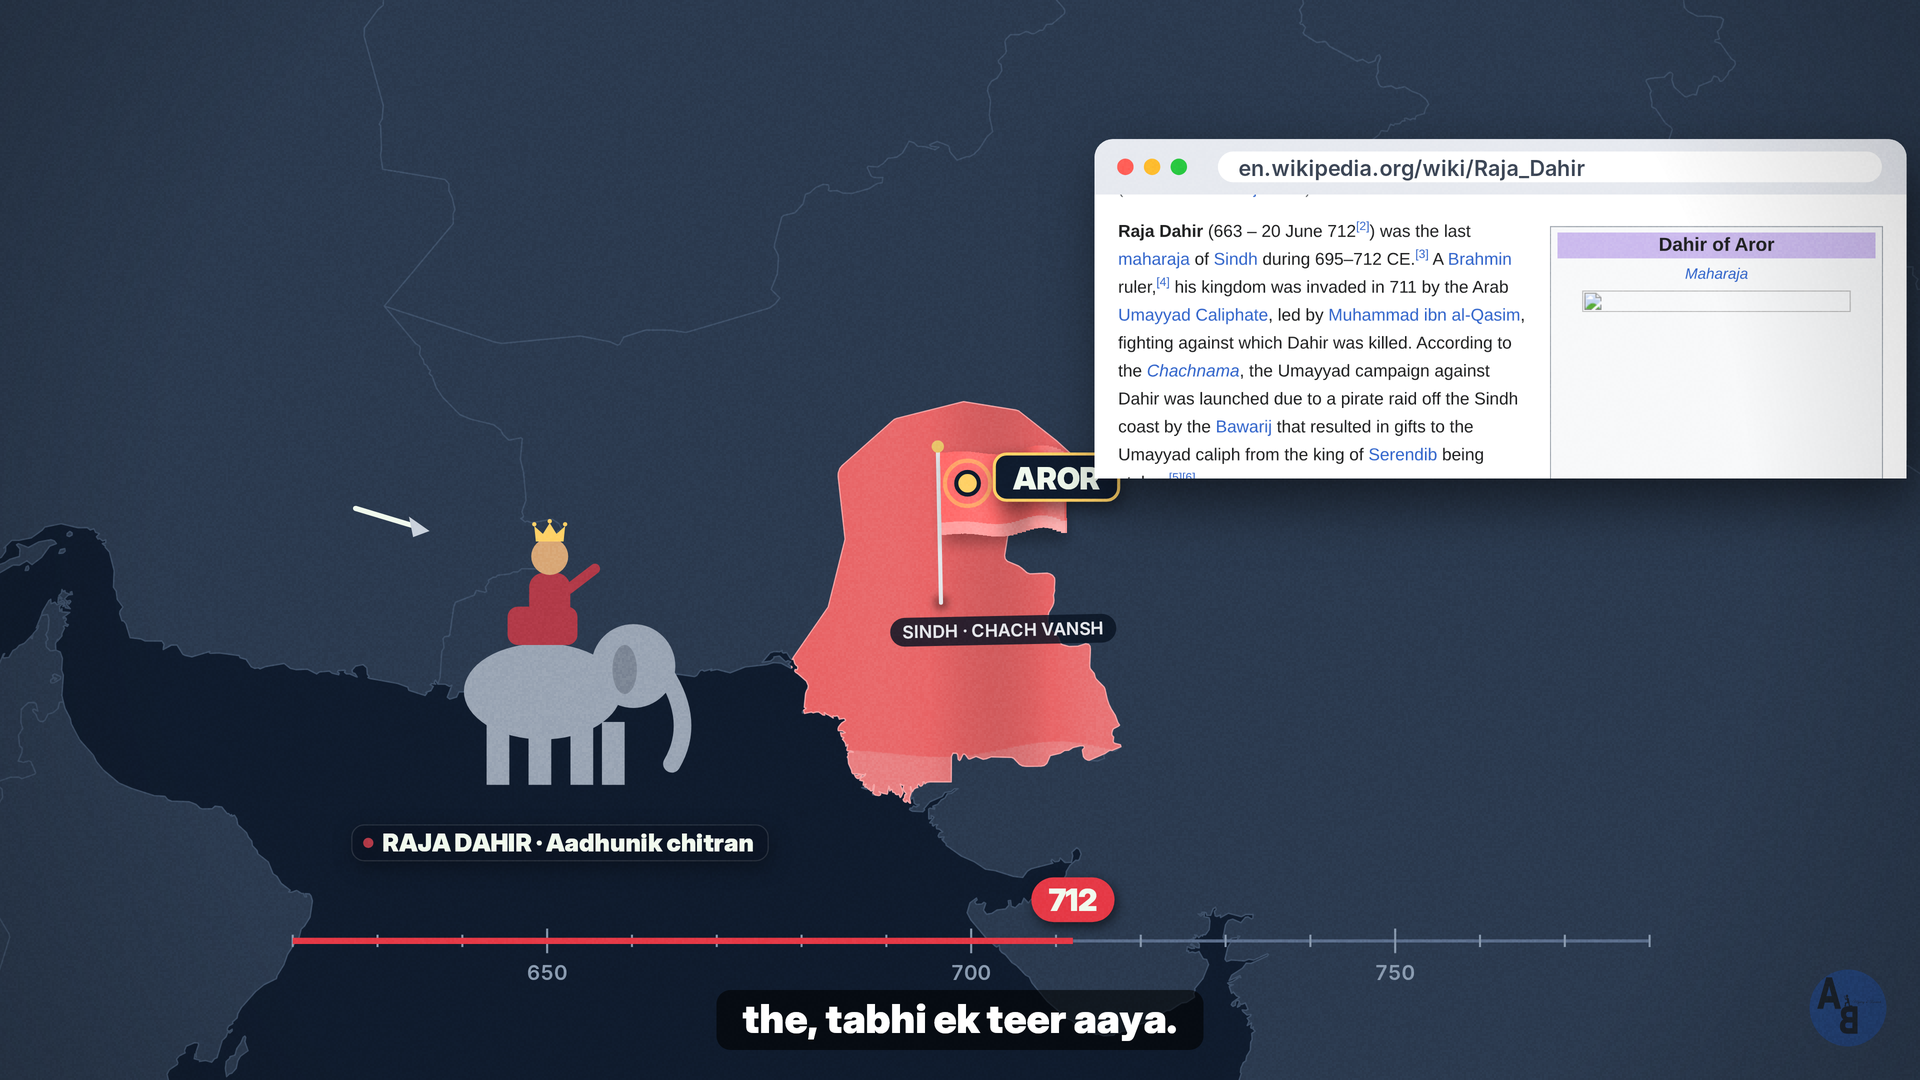 en.wikipedia.org/wiki/Raja_Dahir
Raja Dahir (663 – 20 June 712[2]) was the last
maharaja of Sindh during 695–712 CE.[3] A Brahmin
ruler,[4] his kingdom was invaded in 711 by the Arab
Umayyad Caliphate, led by Muhammad ibn al-Qasim,
fighting against which Dahir was killed. According to
the Chachnama, the Umayyad campaign against
Dahir was launched due to a pirate raid off the Sindh
coast by the Bawarij that resulted in gifts to the
Umayyad caliph from the king of Serendib being
[5][6]
Dahir of Aror
Maharaja
AROR
SINDH · CHACH VANSH
RAJA DAHIR · Aadhunik chitran
712
650
700
750
the, tabhi ek teer aaya.
A
B